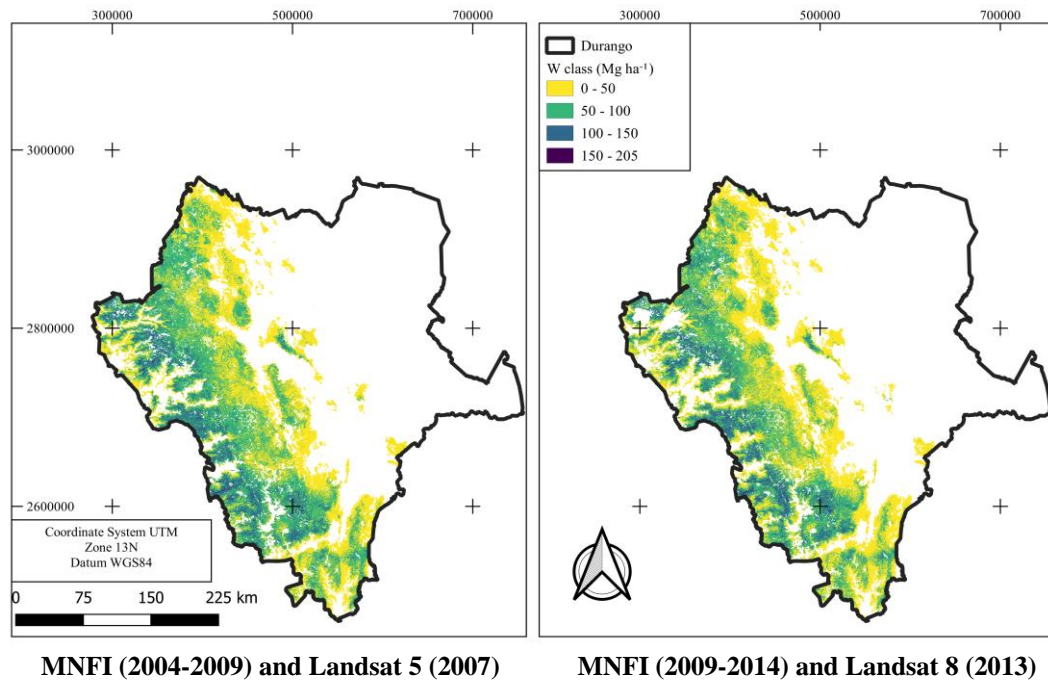 300000 500000 700000
300000 500000 700000
3000000
2800000
2600000
Durango
W class (Mg ha⁻¹)
0 - 50
50 - 100
100 - 150
150 - 205
Coordinate System UTM
Zone 13N
Datum WGS84
0 75 150 225 km
MNFI (2004-2009) and Landsat 5 (2007)
MNFI (2009-2014) and Landsat 8 (2013)